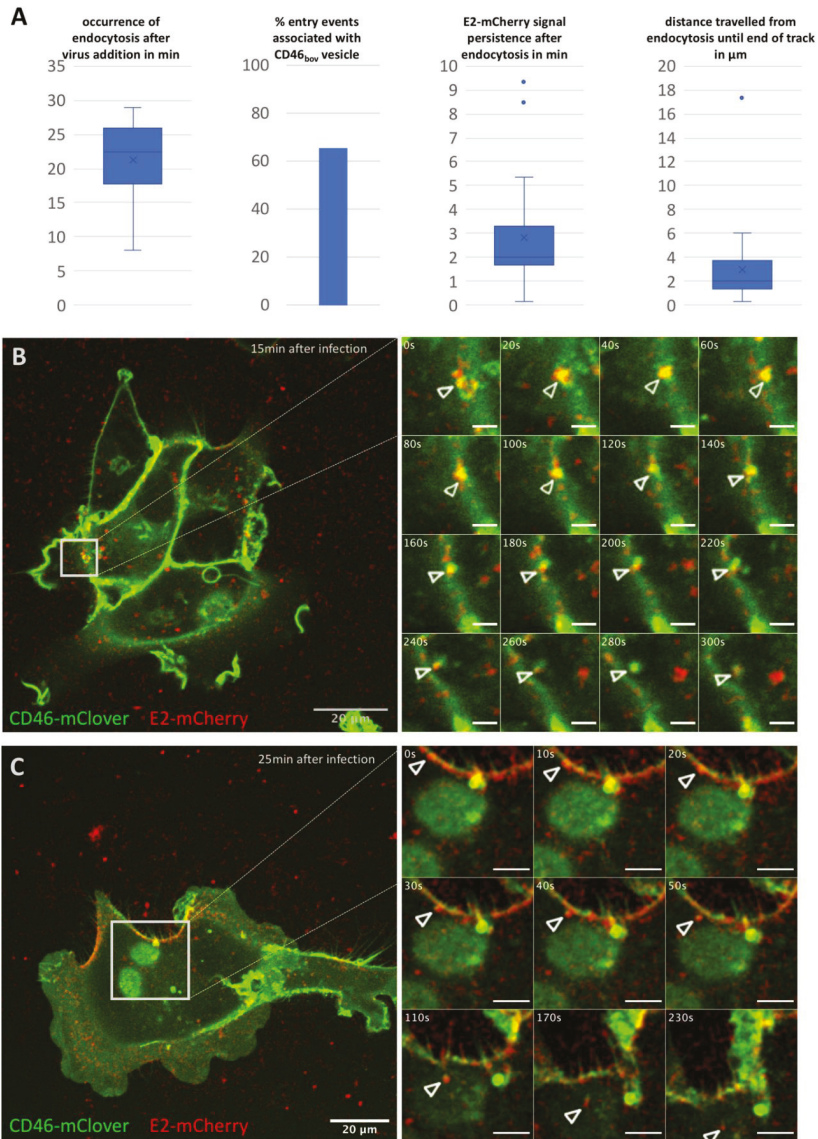 A
occurrence of
endocytosis after
virus addition in min
35
30
25
20
15
10
5
0
% entry events
associated with
CD46bov vesicle
100
80
60
40
20
0
E2-mCherry signal
persistence after
endocytosis in min
10
9
8
7
6
5
4
3
2
1
0
distance travelled from
endocytosis until end of track
in µm
20
18
16
14
12
10
8
6
4
2
0
B
15min after infection
20 µm
CD46-mClover E2-mCherry
0s 20s 40s 60s
80s 100s 120s 140s
160s 180s 200s 220s
240s 260s 280s 300s
C
25min after infection
20 µm
CD46-mClover E2-mCherry
0s 10s 20s
30s 40s 50s
110s 170s 230s